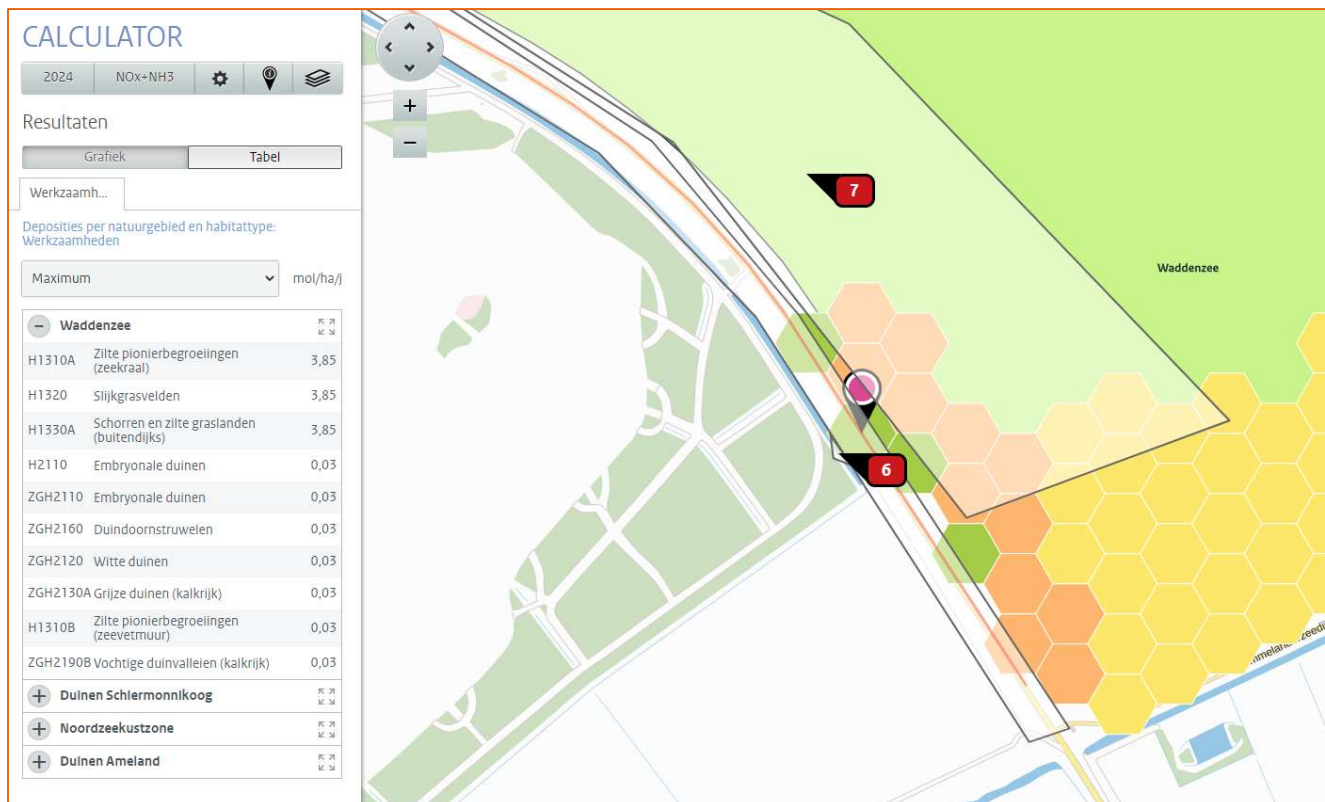 CALCULATOR
2024 NOx+NH3
Resultaten
Grafiek Tabel
Werkzaamh...
Deposities per natuurgebied en habitattype:
Werkzaamheden
Maximum mol/ha/j
Waddenzee
H1310A Zilte pionierbegroeiingen
(zeekraal) 3,85
H1320 Slijkgrasvelden 3,85
H1330A Schorren en zilte graslanden
(buitendijks) 3,85
H2110 Embryonale duinen 0,03
ZGH2110 Embryonale duinen 0,03
ZGH2160 Duindoornstruwelen 0,03
ZGH2120 Witte duinen 0,03
ZGH2130A Grijze duinen (kalkrijk) 0,03
H1310B Zilte pionierbegroeiingen
(zeevetmuur) 0,03
ZGH2190B Vochtige duinvalleien (kalkrijk) 0,03
Duinen Schiermonnikoog
Noordzeekustzone
Duinen Ameland
7
Waddenzee
6